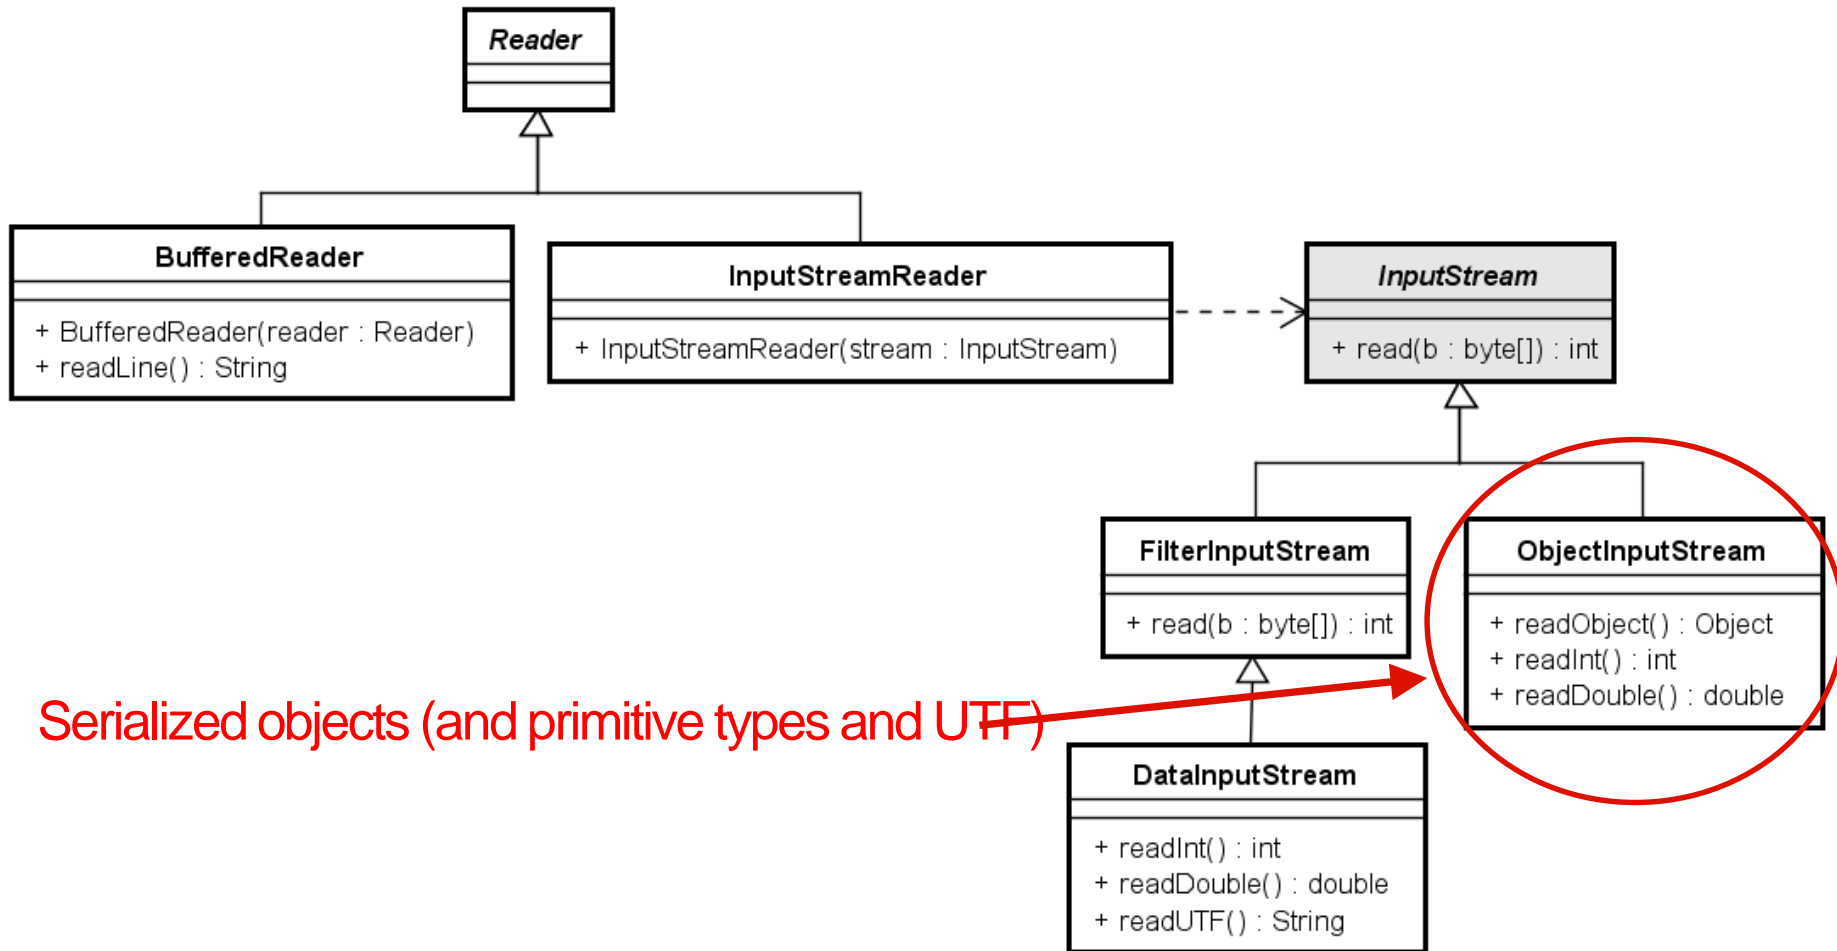 Reader
BufferedReader
+ BufferedReader(reader : Reader)
+ readLine() : String
InputStreamReader
+ InputStreamReader(stream : InputStream)
InputStream
+ read(b : byte[]) : int
FilterInputStream
+ read(b : byte[]) : int
ObjectInputStream
+ readObject() : Object
+ readInt() : int
+ readDouble() : double
Serialized objects (and primitive types and UTF)
DataInputStream
+ readInt() : int
+ readDouble() : double
+ readUTF() : String